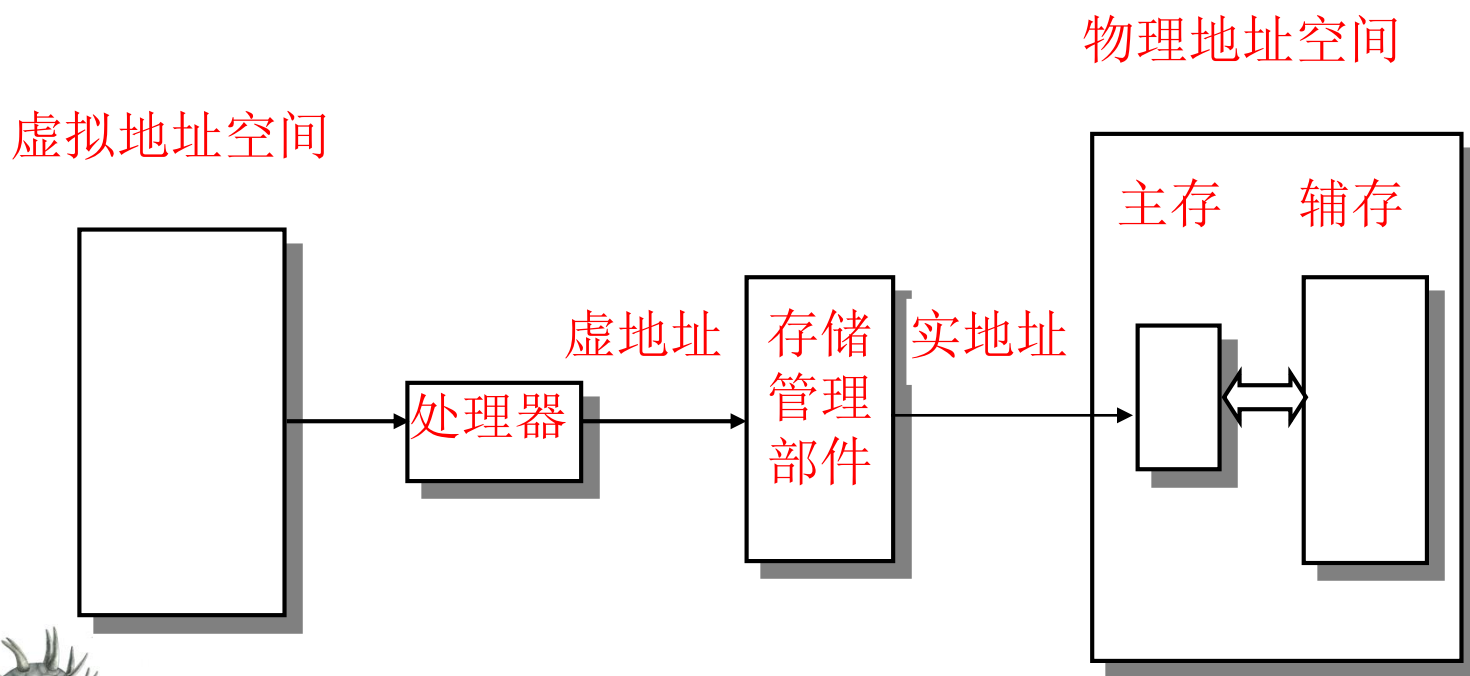 物理地址空间
虚拟地址空间
主存
辅存
虚地址
存储
管理
部件
实地址
处理器